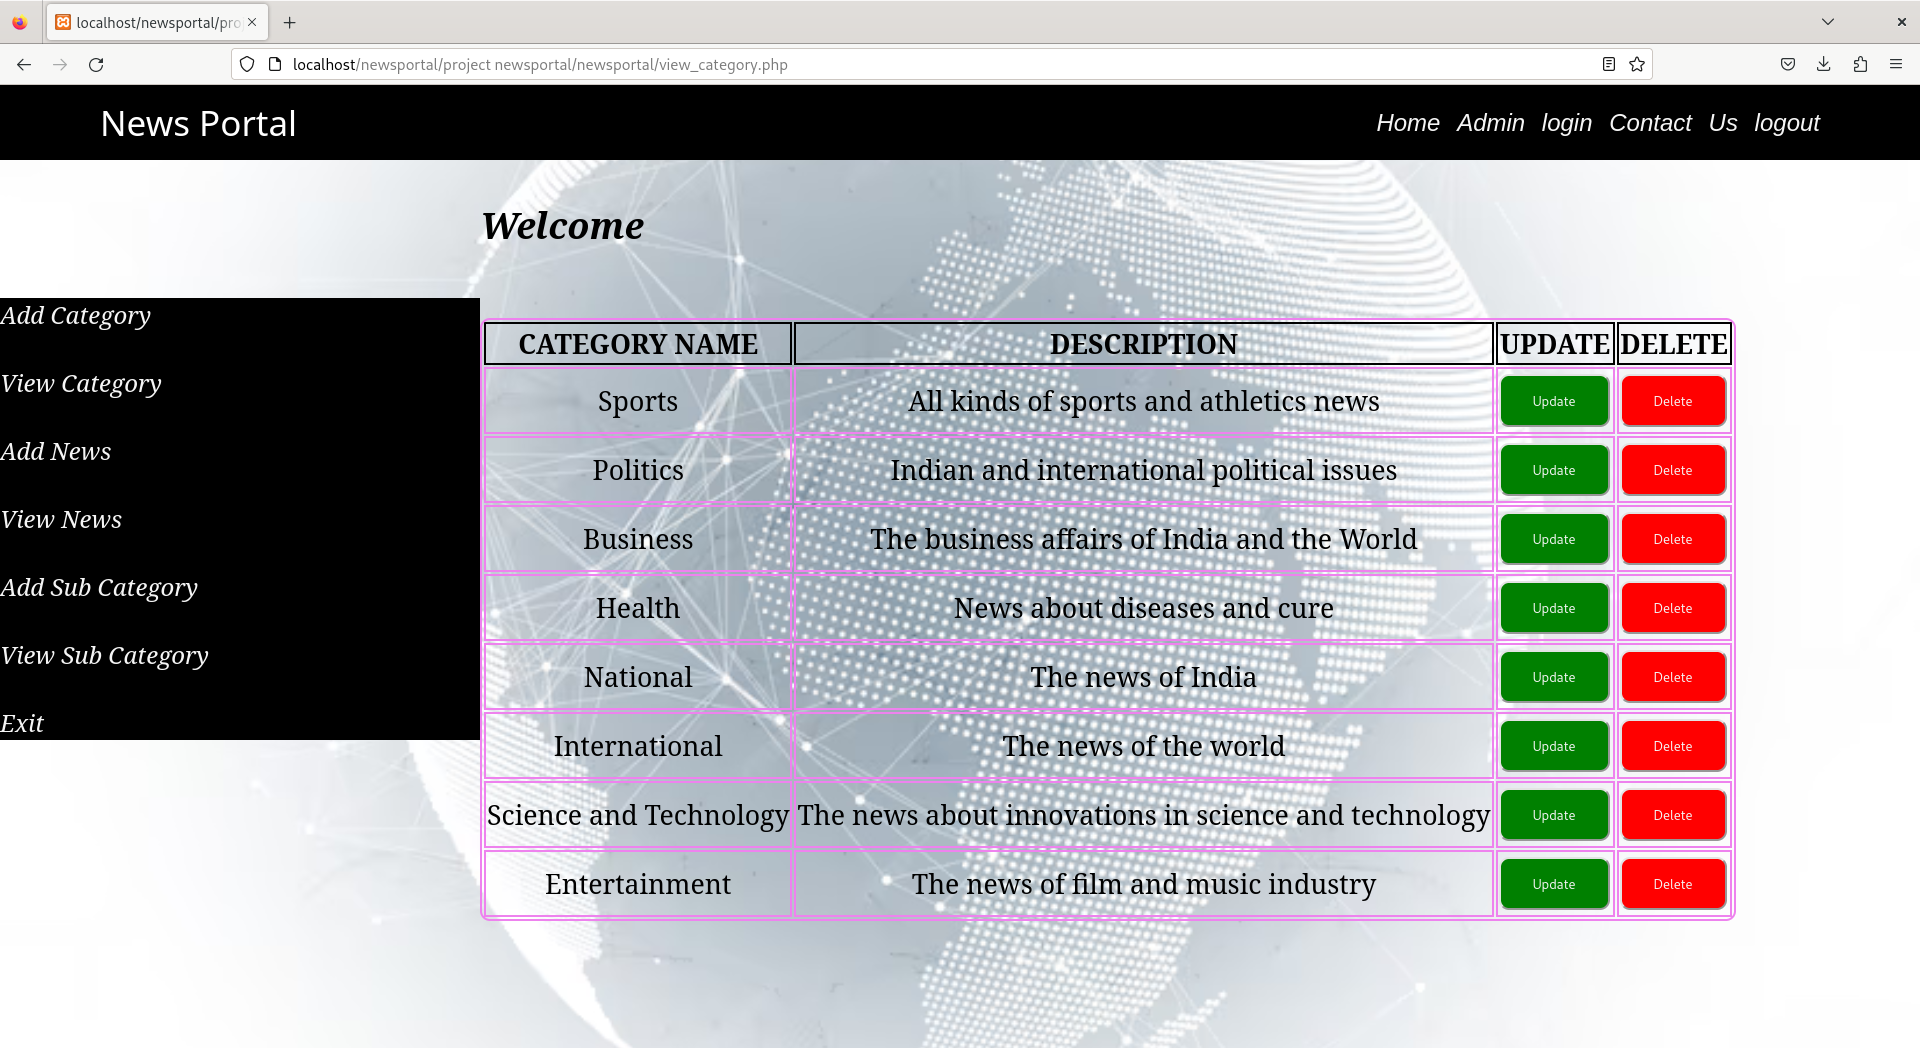 localhost/newsportal/pro
localhost/newsportal/project newsportal/newsportal/view_category.php
News Portal
Home Admin login Contact Us logout
Welcome
Add Category
View Category
Add News
View News
Add Sub Category
View Sub Category
Exit
CATEGORY NAME DESCRIPTION UPDATE DELETE
Sports All kinds of sports and athletics news Update Delete
Politics Indian and international political issues Update Delete
Business The business affairs of India and the World Update Delete
Health News about diseases and cure Update Delete
National The news of India Update Delete
International The news of the world Update Delete
Science and Technology The news about innovations in science and technology Update Delete
Entertainment The news of film and music industry Update Delete